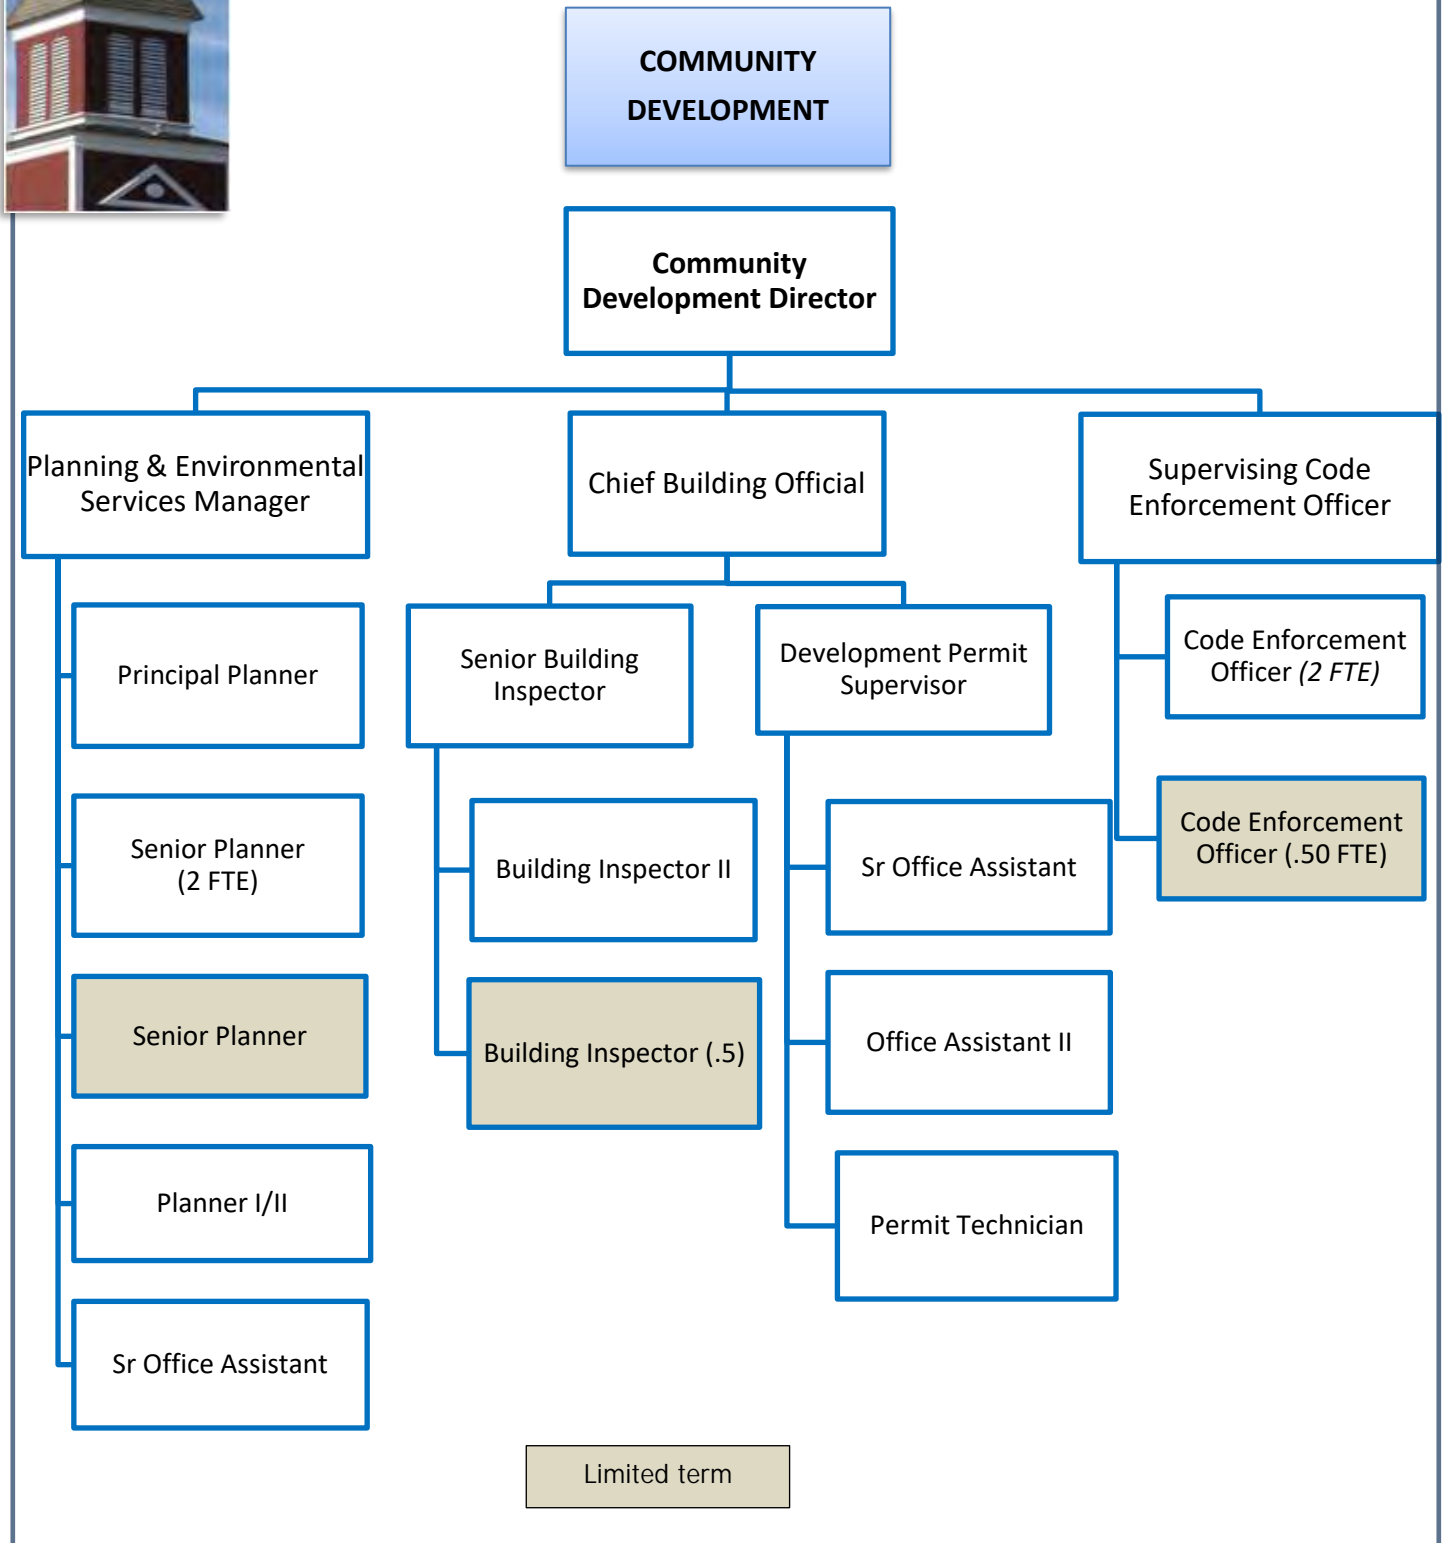 COMMUNITY
DEVELOPMENT
Community
Development Director
Planning & Environmental
Services Manager
Chief Building Official
Supervising Code
Enforcement Officer
Principal Planner
Senior Planner
(2 FTE)
Senior Planner
Planner I/II
Sr Office Assistant
Senior Building
Inspector
Building Inspector II
Building Inspector (.5)
Development Permit
Supervisor
Sr Office Assistant
Office Assistant II
Permit Technician
Code Enforcement
Officer (2 FTE)
Code Enforcement
Officer (.50 FTE)
Limited term